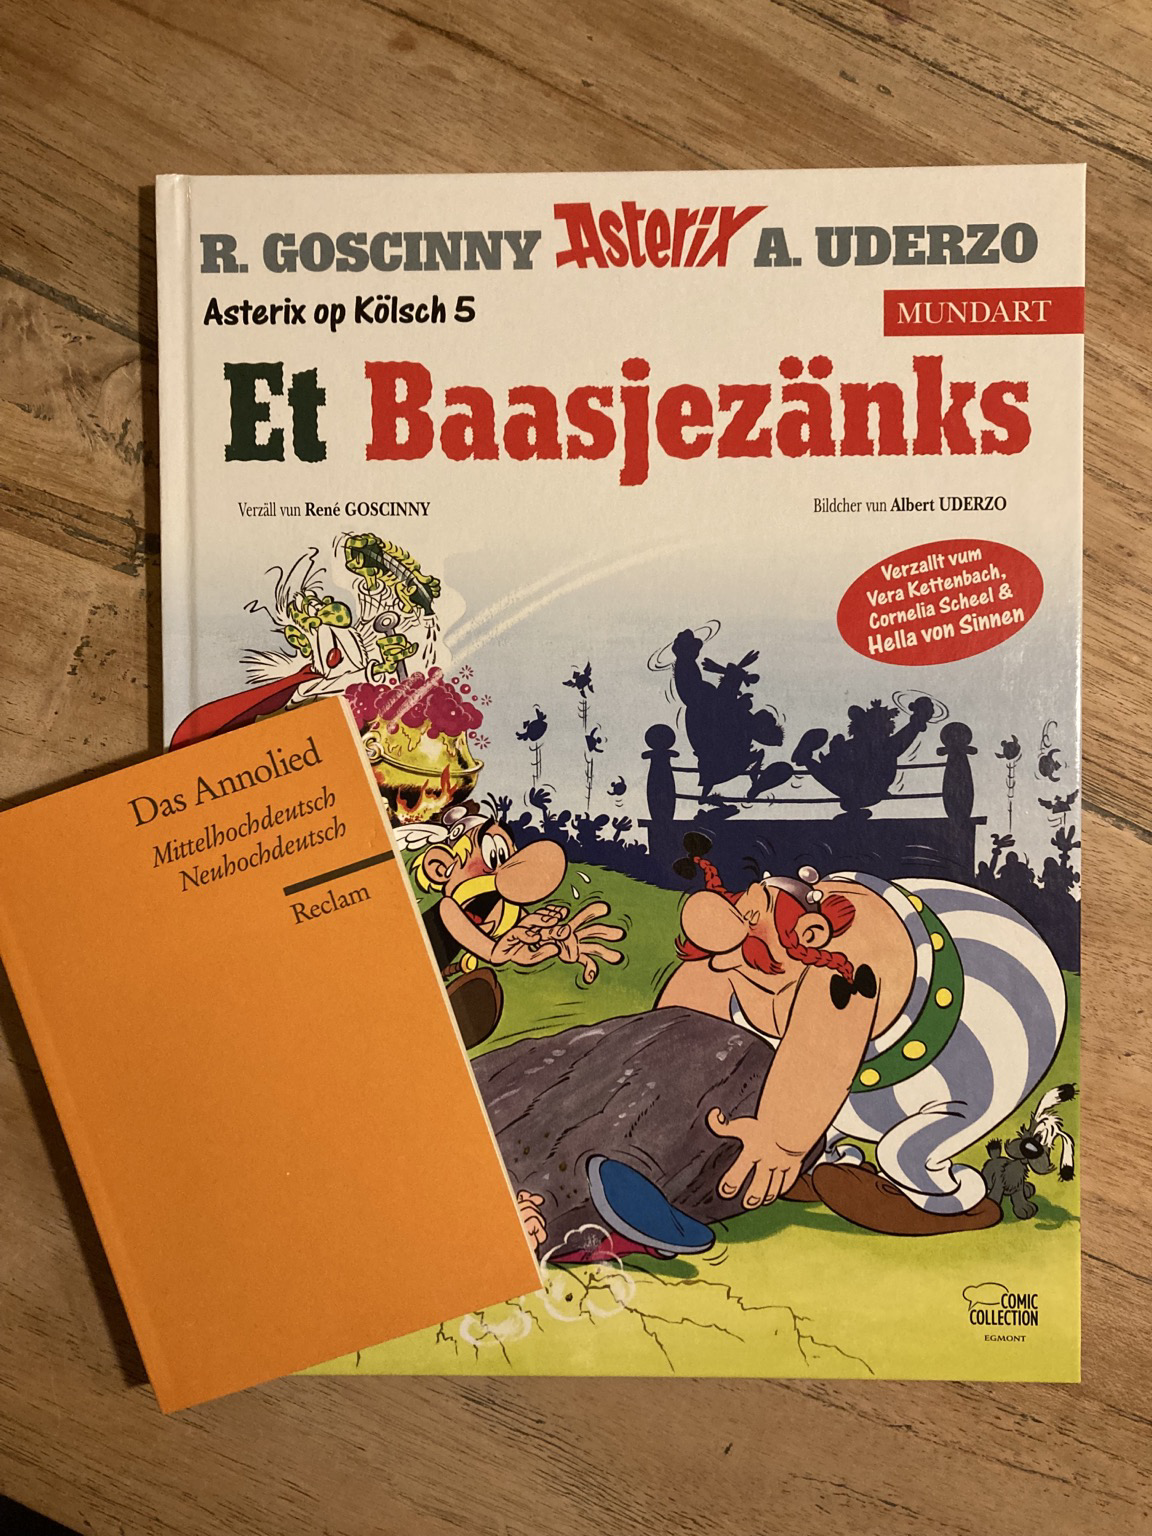 R. GOSCINNY Asterix A. UDERZO
Asterix op Kölsch 5
MUNDART
Et Baasjezänks
Verzäll vun René GOSCINNY
Bildcher vun Albert UDERZO
Verzallt vum
Vera Kettenbach,
Cornelia Scheel &
Hella von Sinnen
Das Annolied
Mittelhochdeutsch
Neuhochdeutsch
Reclam
COMIC
COLLECTION
EGMONT